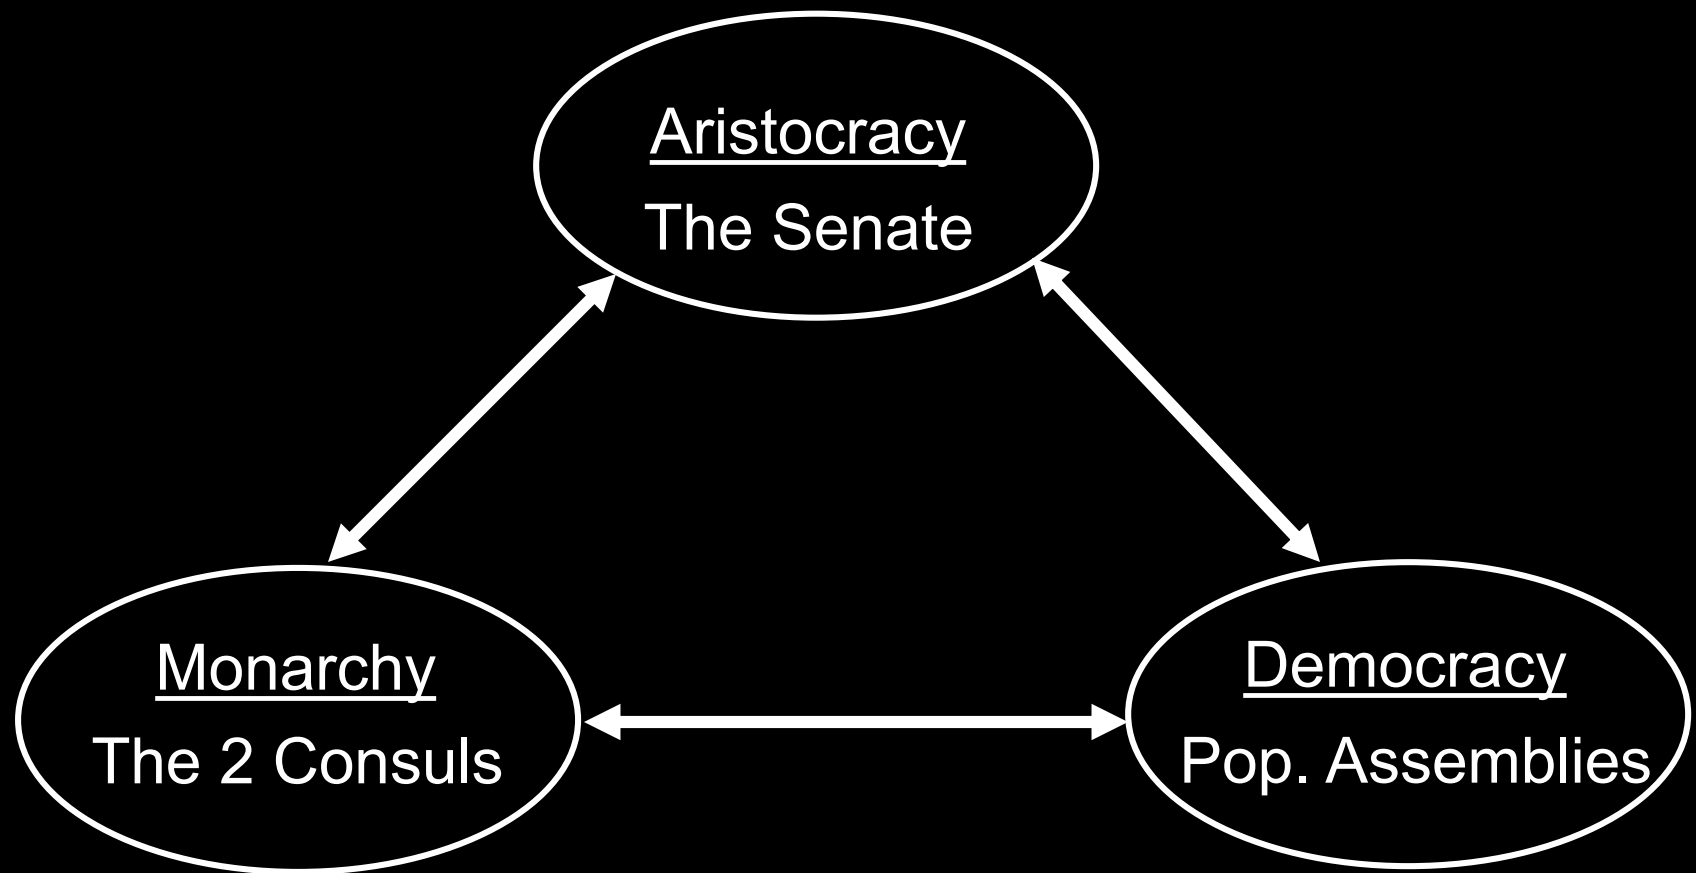 Aristocracy
The Senate
Monarchy
The 2 Consuls
Democracy
Pop. Assemblies